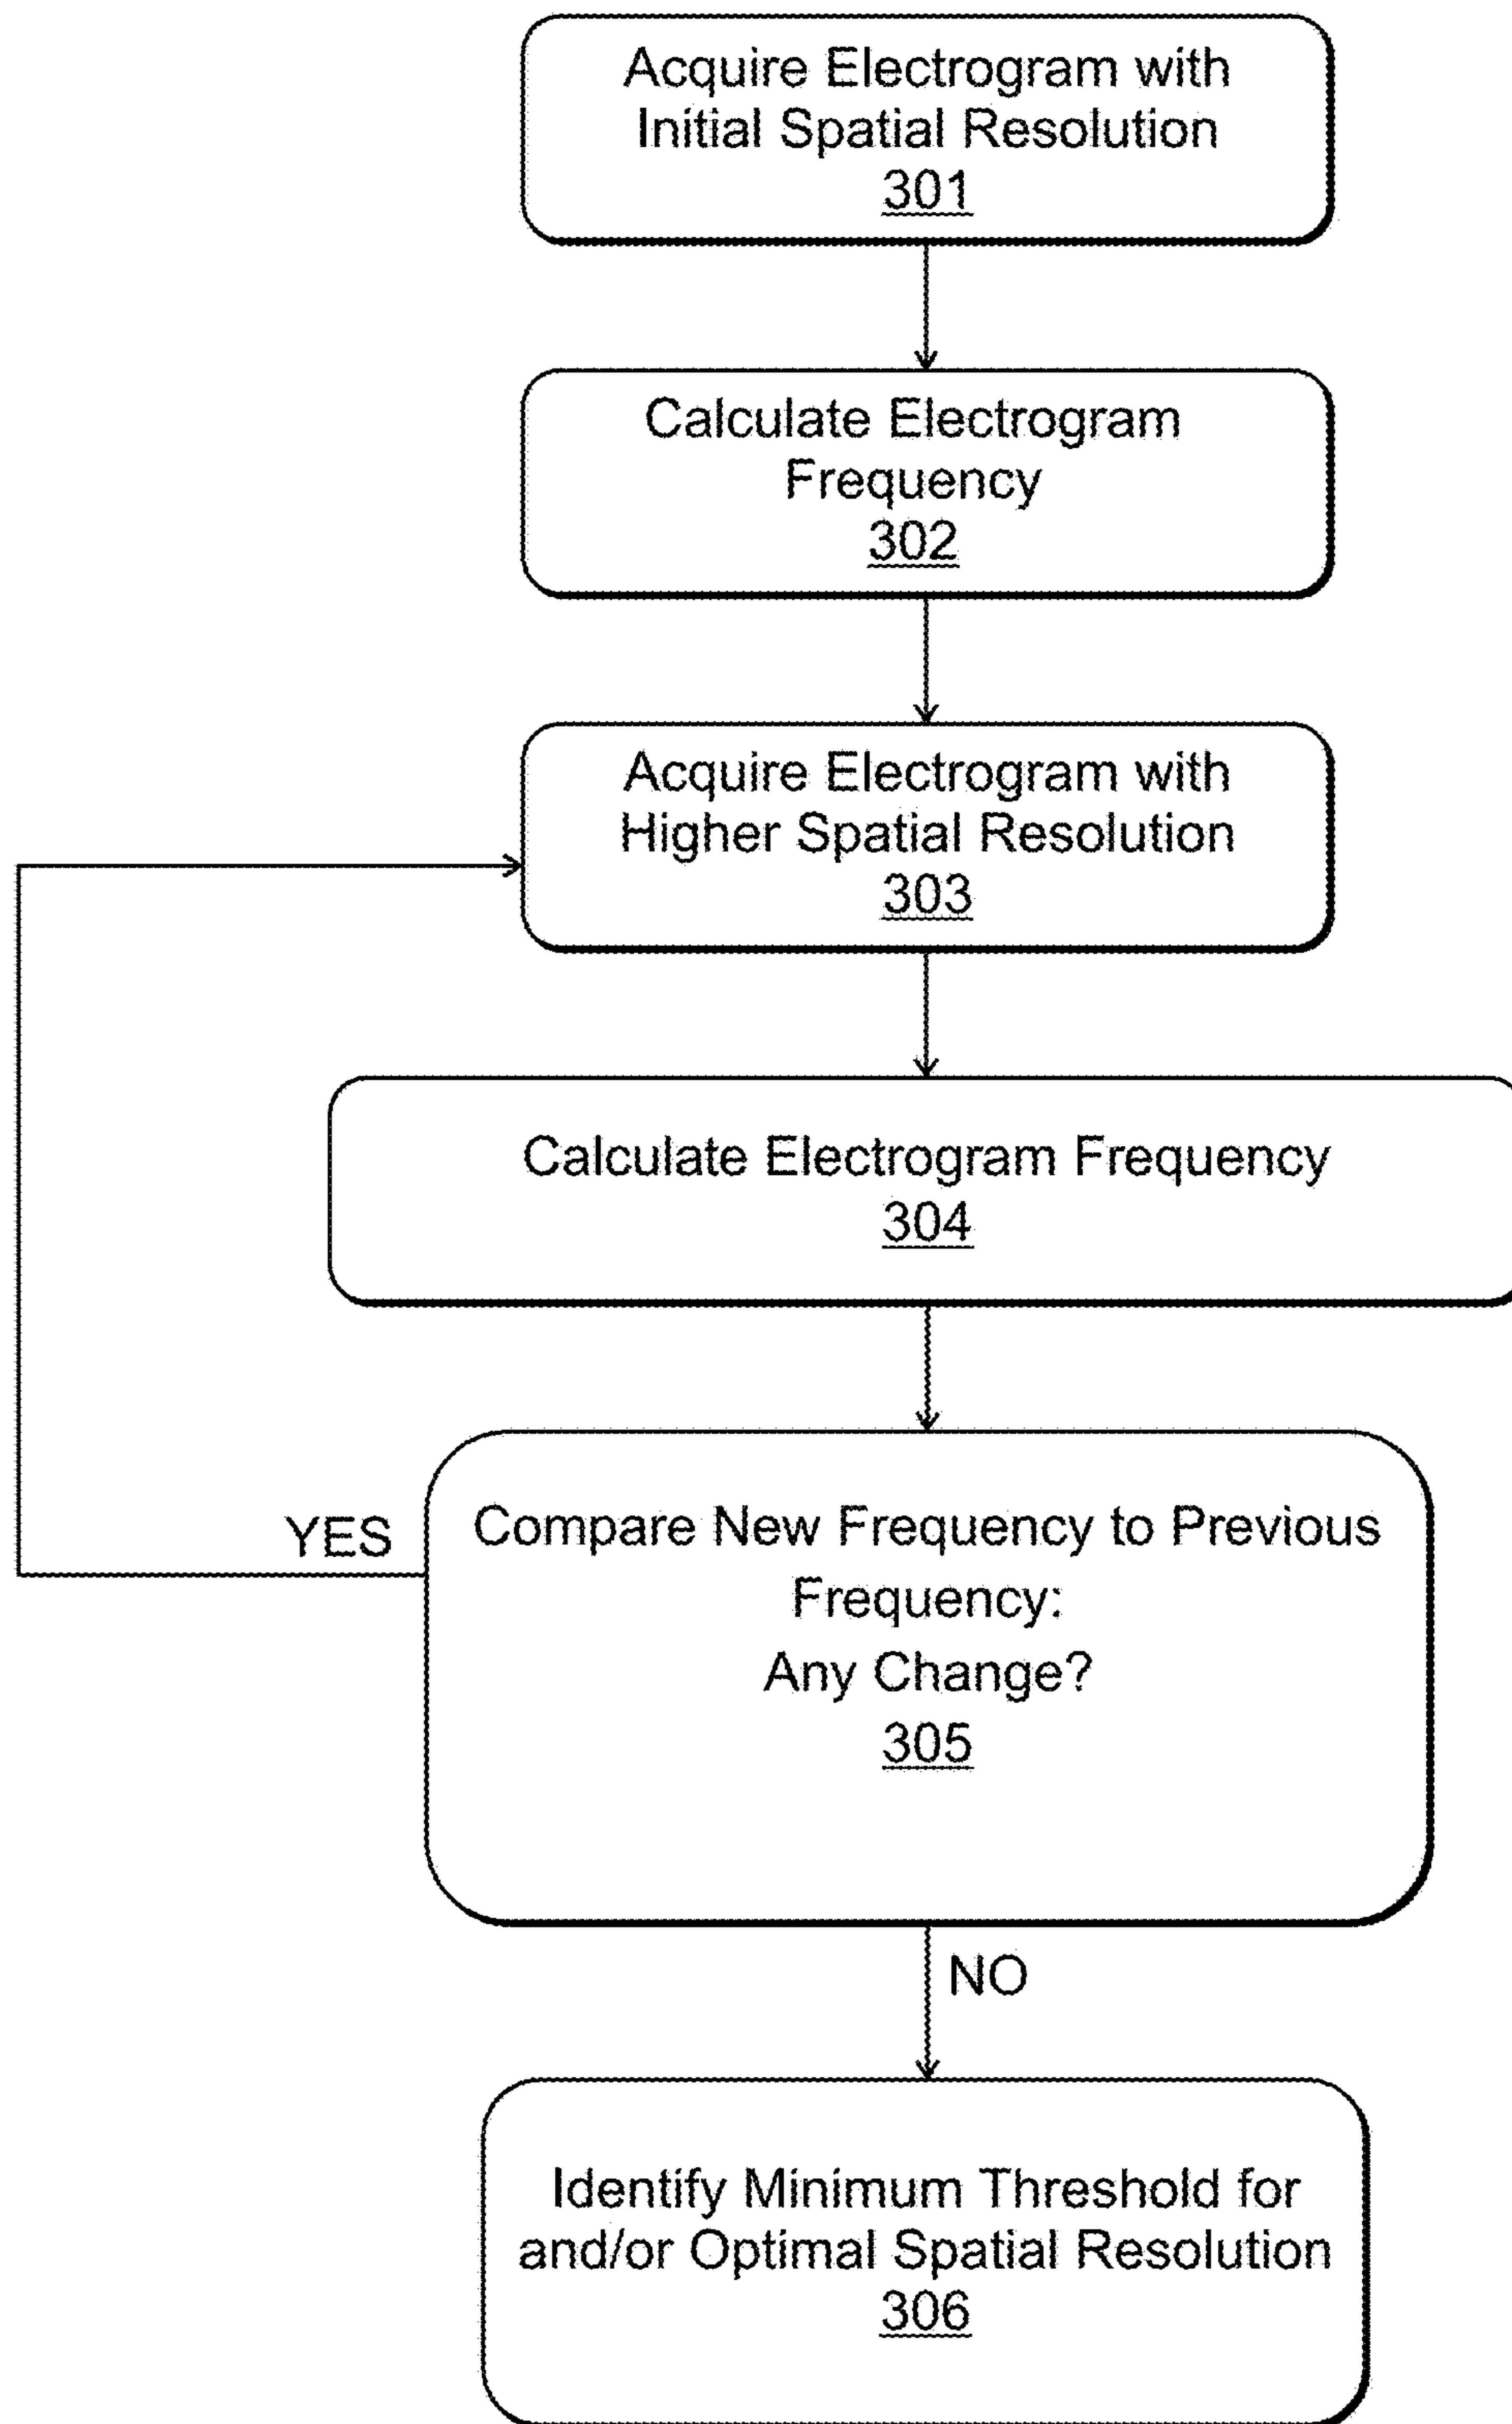 Acquire Electrogram with
Initial Spatial Resolution
301
Calculate Electrogram
Frequency
302
Acquire Electrogram with
Higher Spatial Resolution
303
Calculate Electrogram Frequency
304
YES
Compare New Frequency to Previous
Frequency:
Any Change?
305
NO
Identify Minimum Threshold for
and/or Optimal Spatial Resolution
306